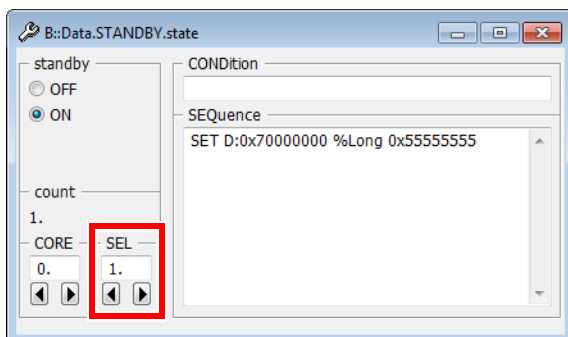 B::Data.STANDBY.state
standby
OFF
ON
count
1.
CORE
0.
SEL
1.
CONDition
SEQuence
SET D:0x70000000 %Long 0x55555555